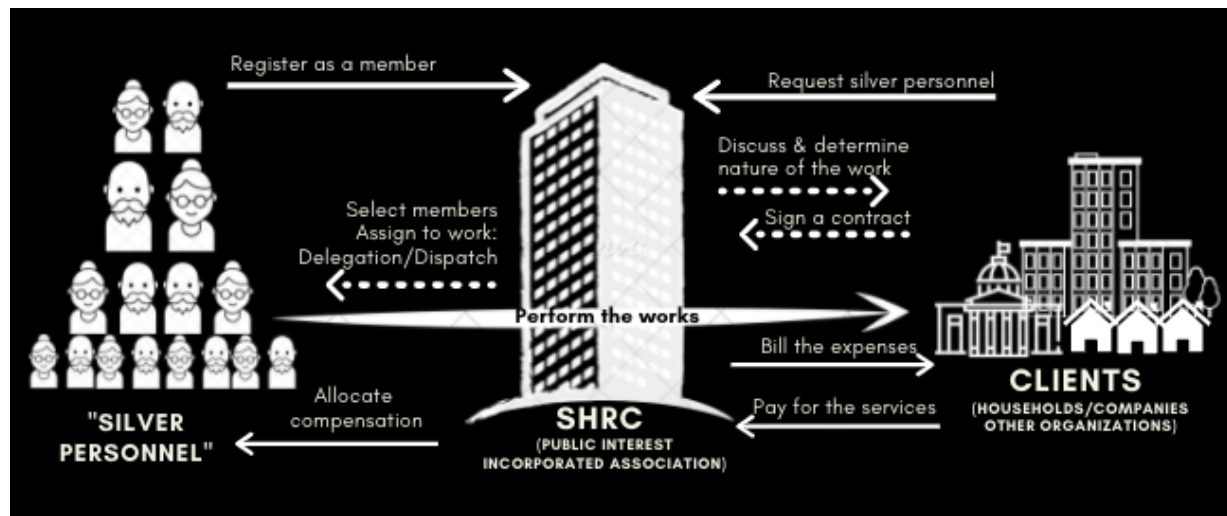 Register as a member
Request silver personnel
Discuss & determine
nature of the work
Sign a contract
Select members
Assign to work:
Delegation/Dispatch
Perform the works
Bill the expenses
Pay for the services
Allocate
compensation
"SILVER
PERSONNEL"
SHRC
(PUBLIC INTEREST
INCORPORATED ASSOCIATION)
CLIENTS
(HOUSEHOLDS/COMPANIES
OTHER ORGANIZATIONS)